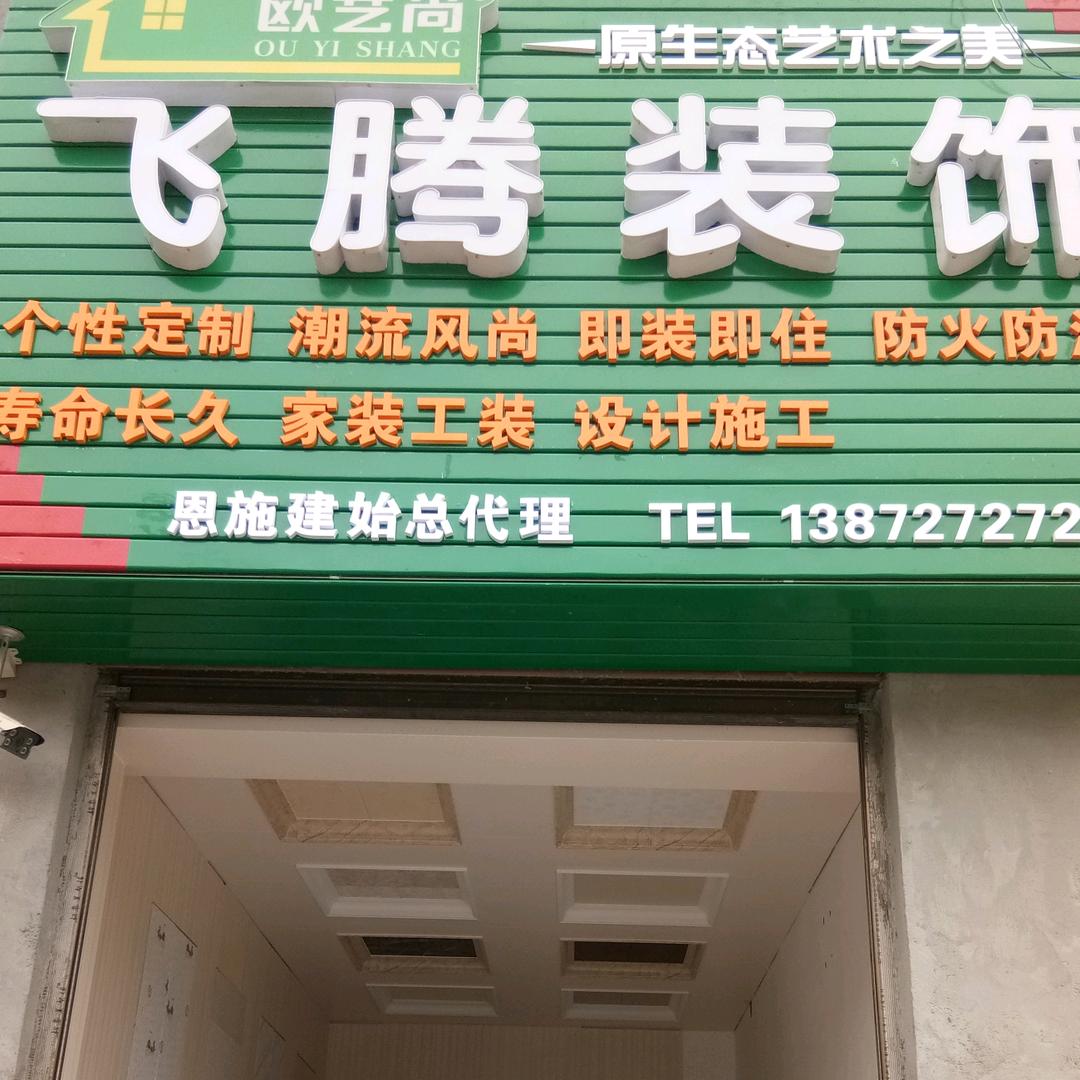 欧艺尚
OU YI SHANG
原生态艺术之美
飞腾装饰
个性定制 潮流风尚 即装即住 防火防
寿命长久 家装工装 设计施工
恩施建始总代理 TEL 13872727272